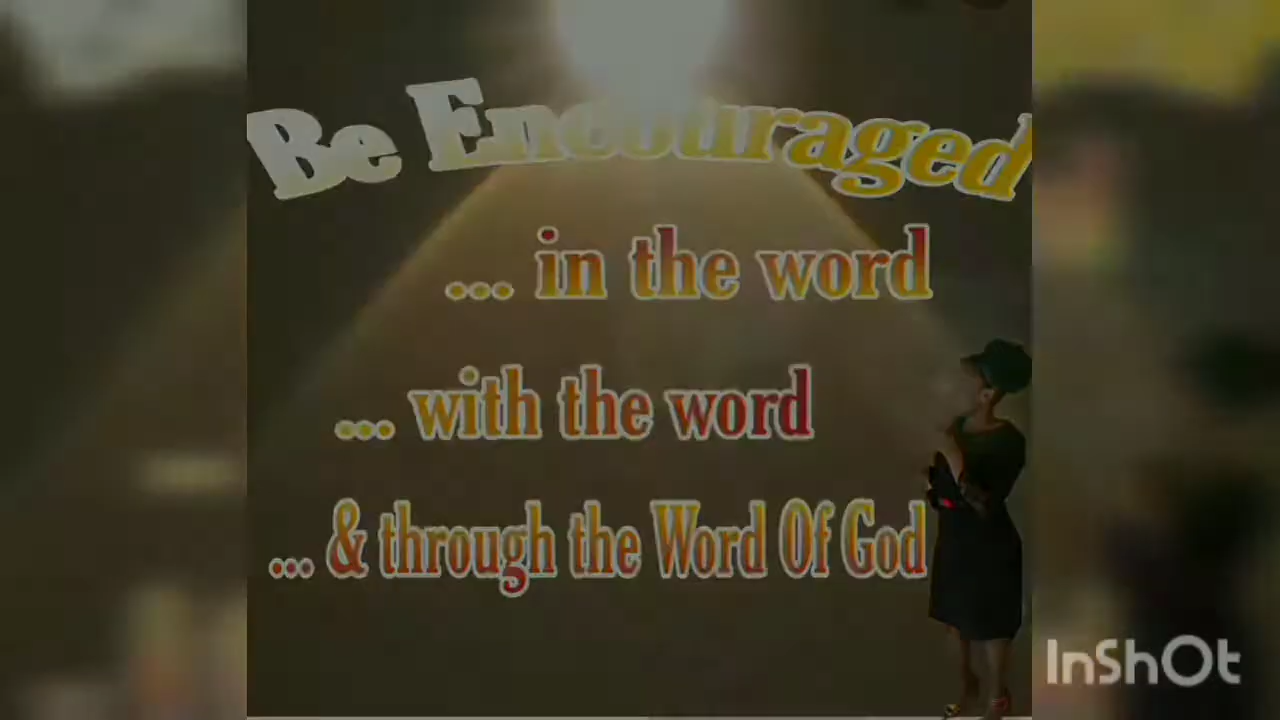 Be Encouraged
... in the word
... with the word
... & through the Word Of God
InShOt